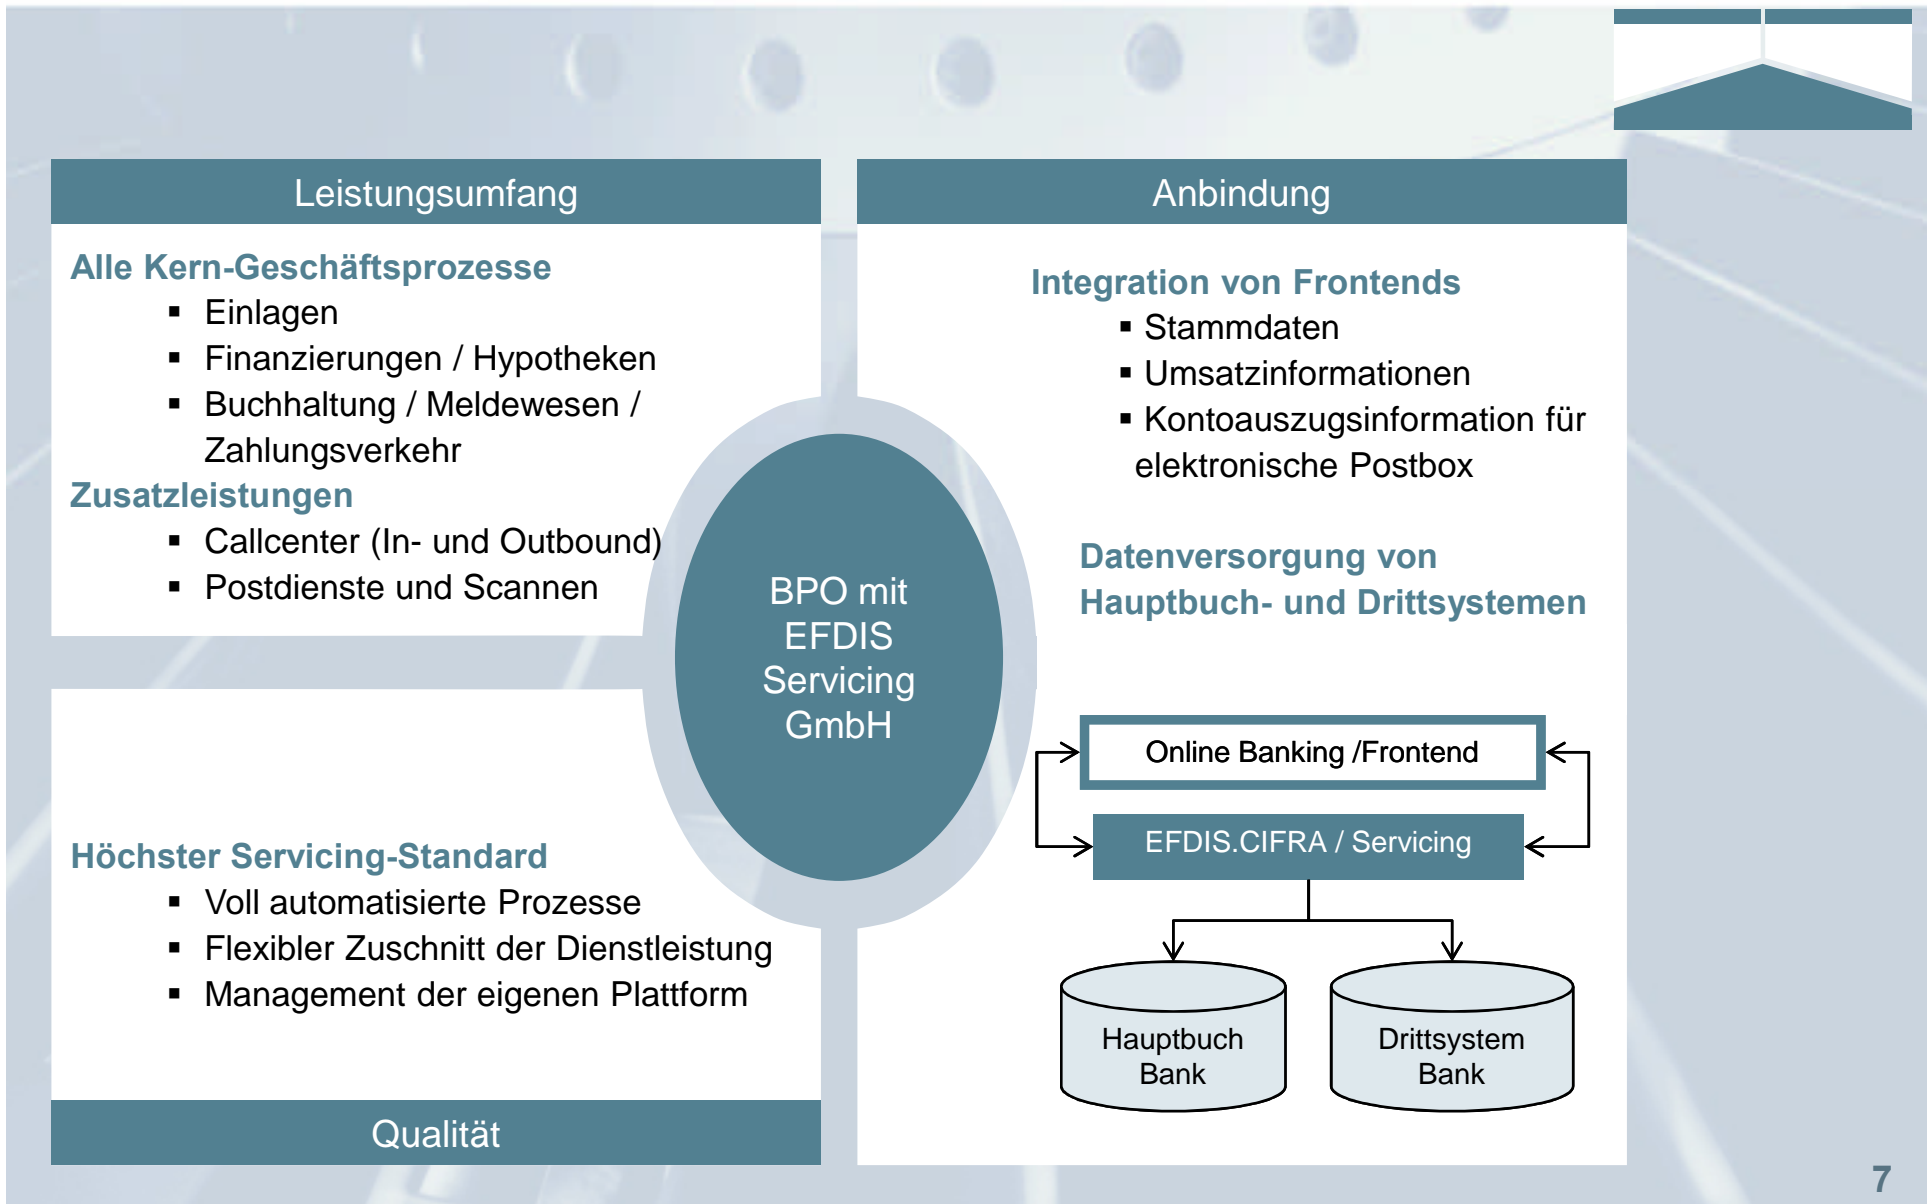 Leistungsumfang
Alle Kern-Geschäftsprozesse
▪ Einlagen
▪ Finanzierungen / Hypotheken
▪ Buchhaltung / Meldewesen /
Zahlungsverkehr
Zusatzleistungen
▪ Callcenter (In- und Outbound)
▪ Postdienste und Scannen
Höchster Servicing-Standard
▪ Voll automatisierte Prozesse
▪ Flexibler Zuschnitt der Dienstleistung
▪ Management der eigenen Plattform
Qualität
BPO mit
EFDIS
Servicing
GmbH
Anbindung
Integration von Frontends
▪ Stammdaten
▪ Umsatzinformationen
▪ Kontoauszugsinformation für
elektronische Postbox
Datenversorgung von
Hauptbuch- und Drittsystemen
Online Banking /Frontend
EFDIS.CIFRA / Servicing
Hauptbuch
Bank
Drittsystem
Bank
7